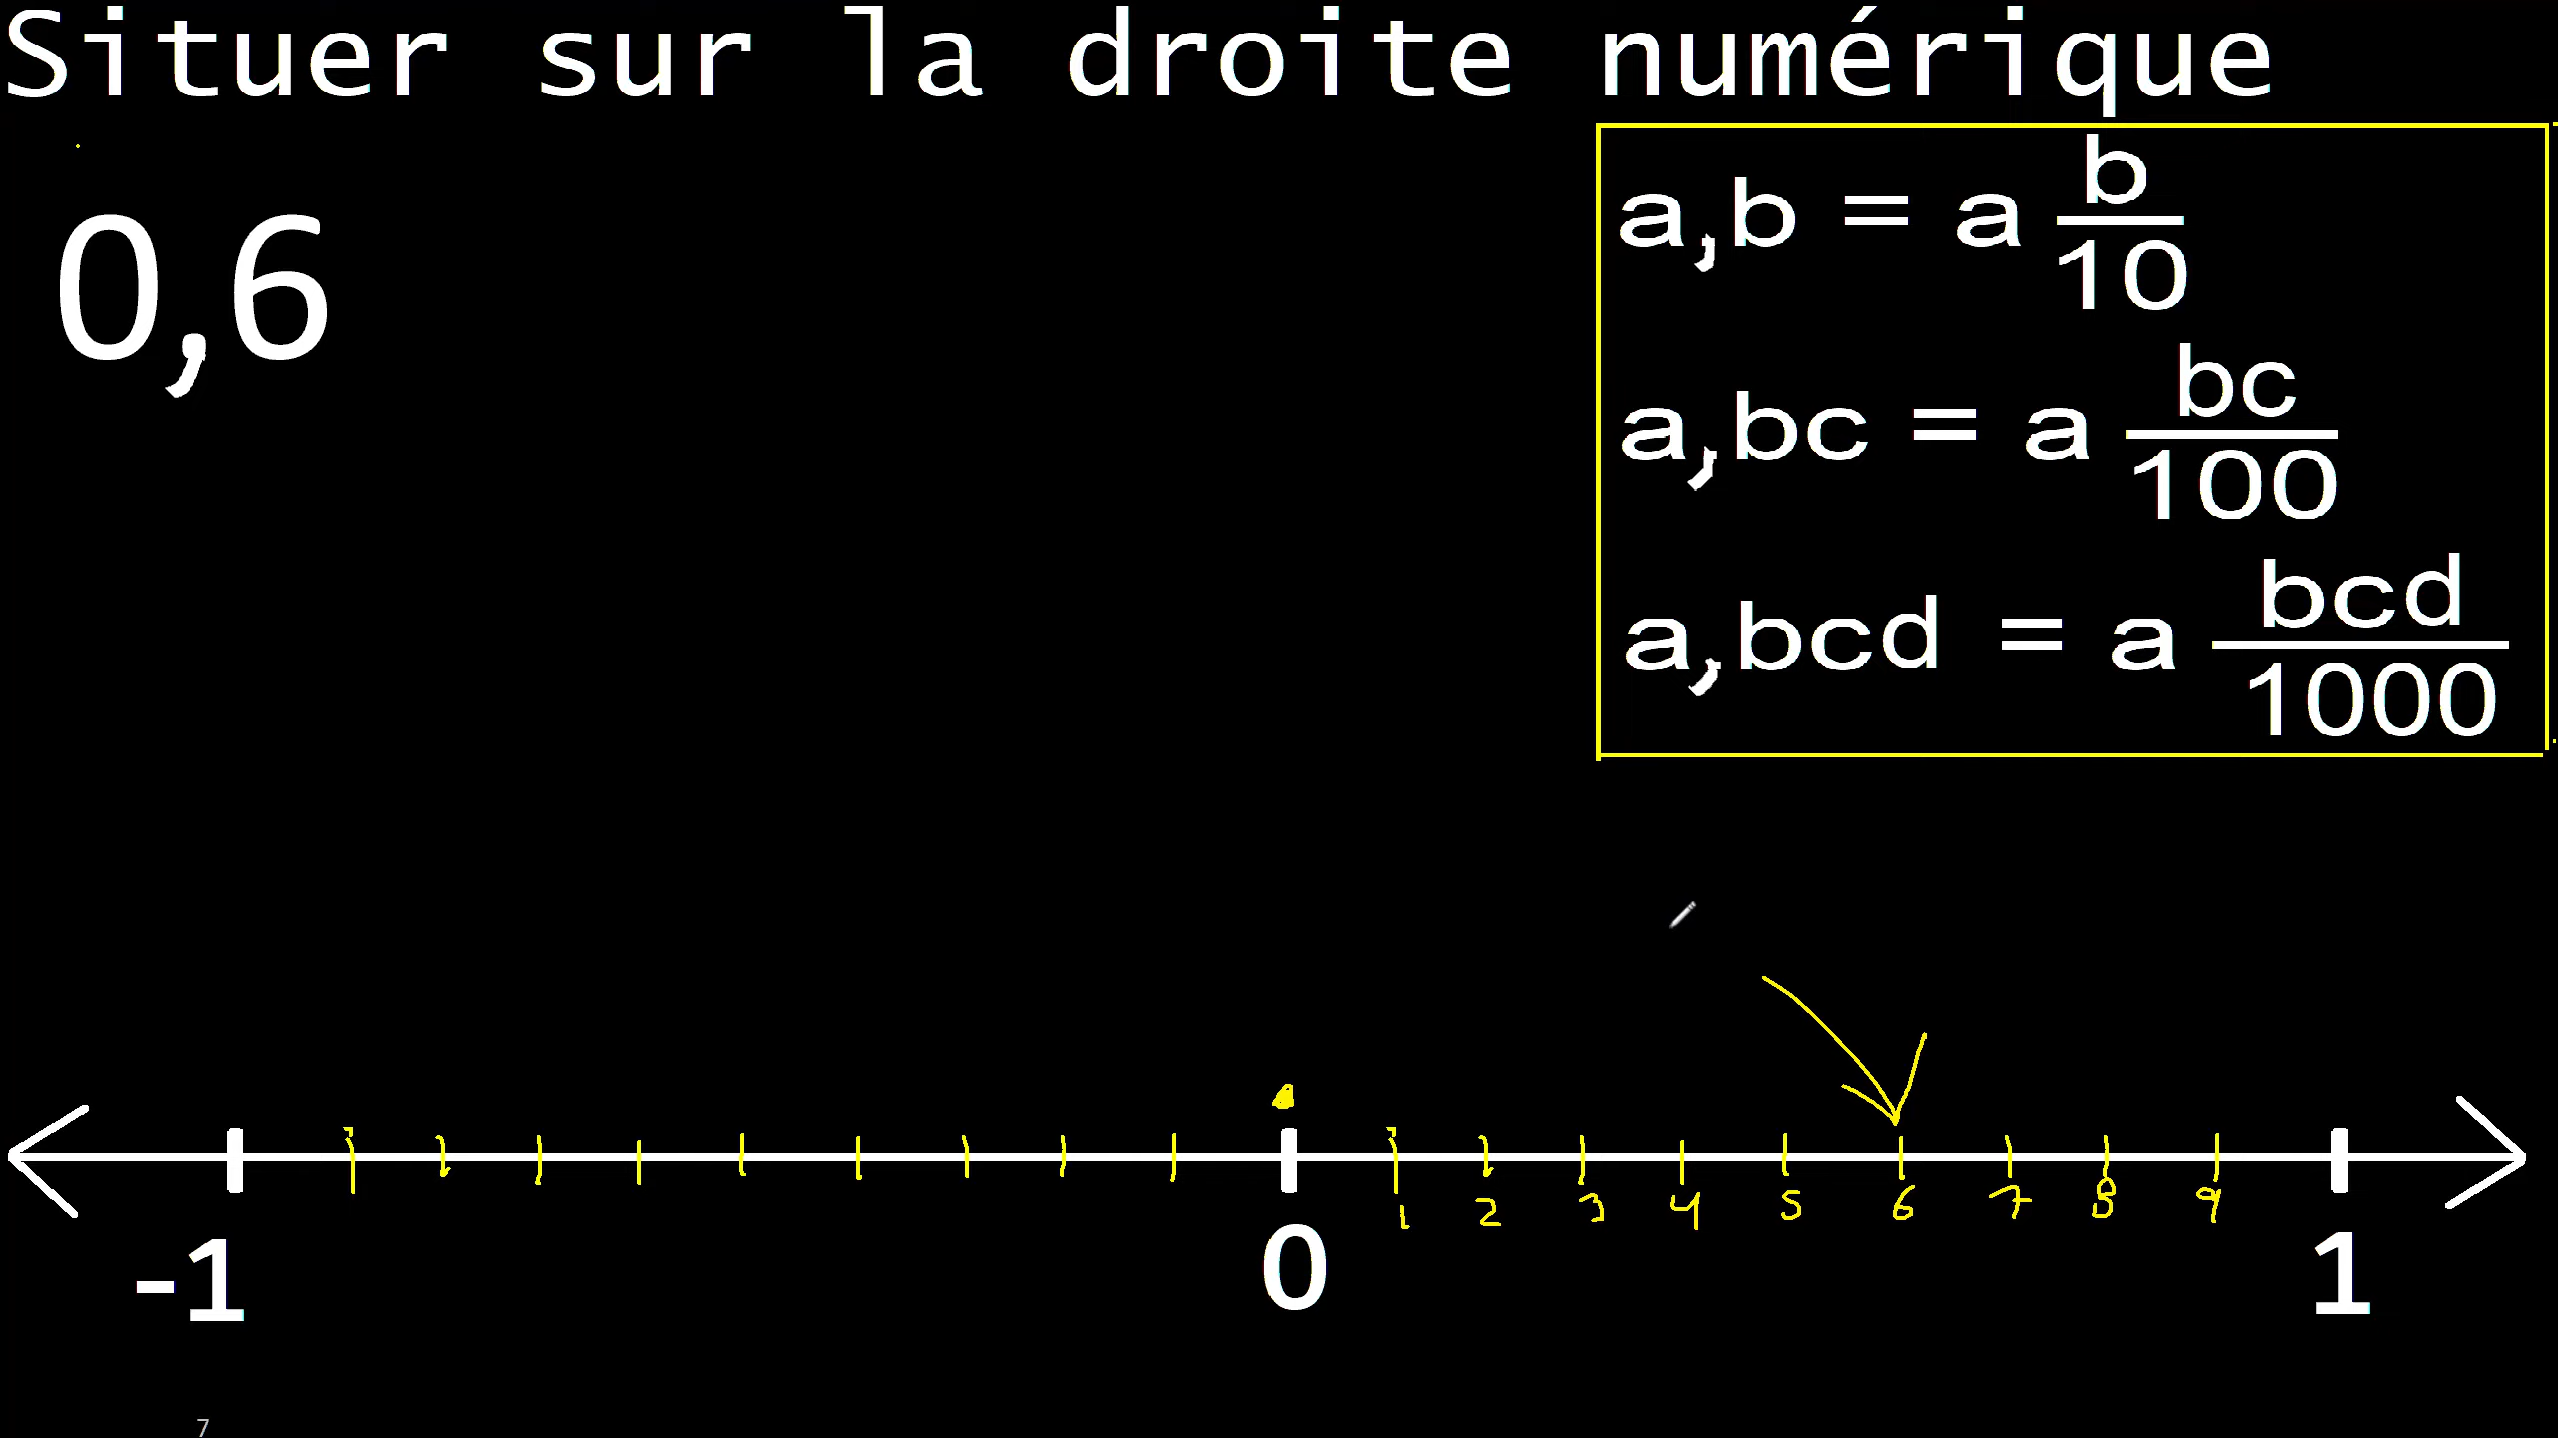 Situer sur la droite numérique
0,6
a,b = a b/10
a,bc = a bc/100
a,bcd = a bcd/1000
1 2 3 4 5 6 7 8 9
-1 0 1
7